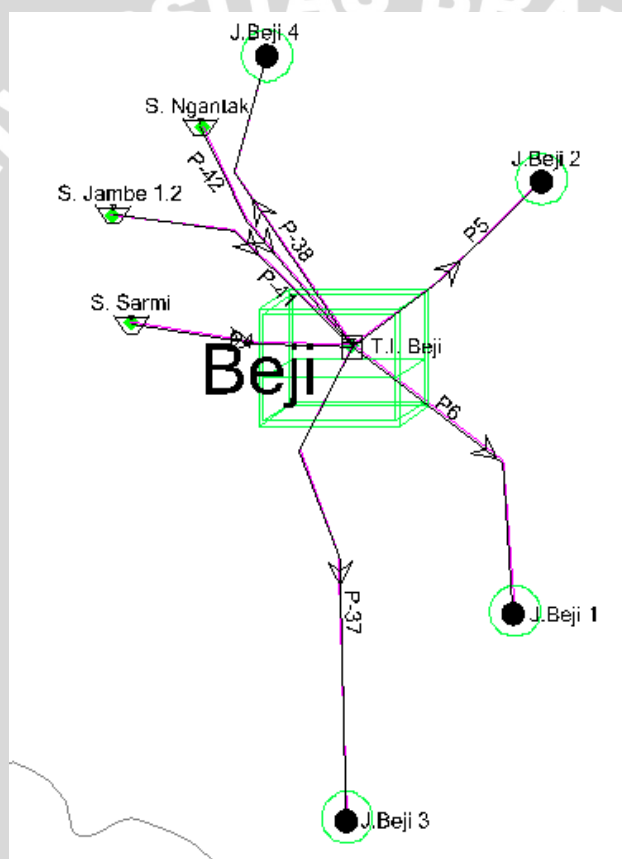 J.Beji 4
S. Ngantak
P-42
J.Beji 2
S. Jambe 1.2
P-38
P5
P-41
S. Sarmi
P4
T.I. Beji
Beji
P6
P-37
J.Beji 1
J.Beji 3